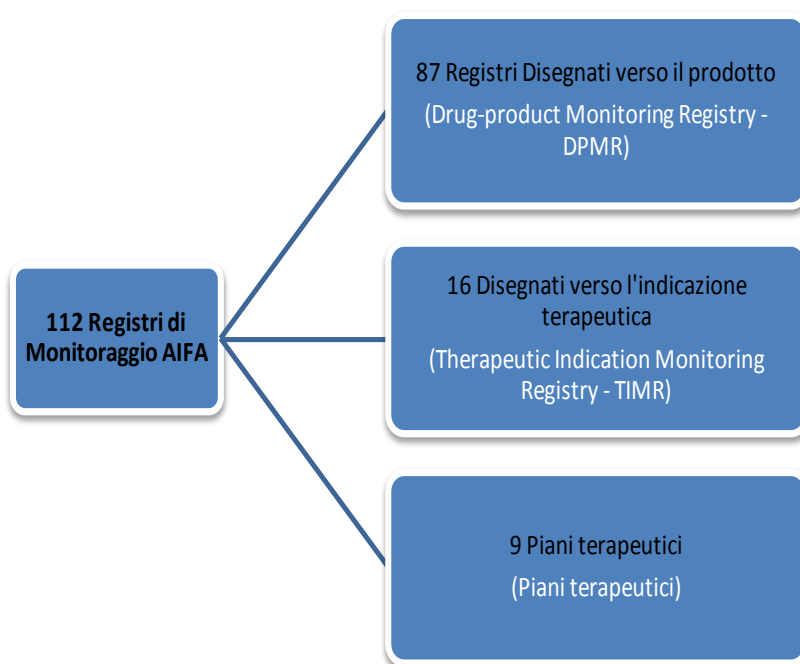 112 Registri di
Monitoraggio AIFA
87 Registri Disegnati verso il prodotto
(Drug-product Monitoring Registry -
DPMR)
16 Disegnati verso l'indicazione
terapeutica
(Therapeutic Indication Monitoring
Registry - TIMR)
9 Piani terapeutici
(Piani terapeutici)